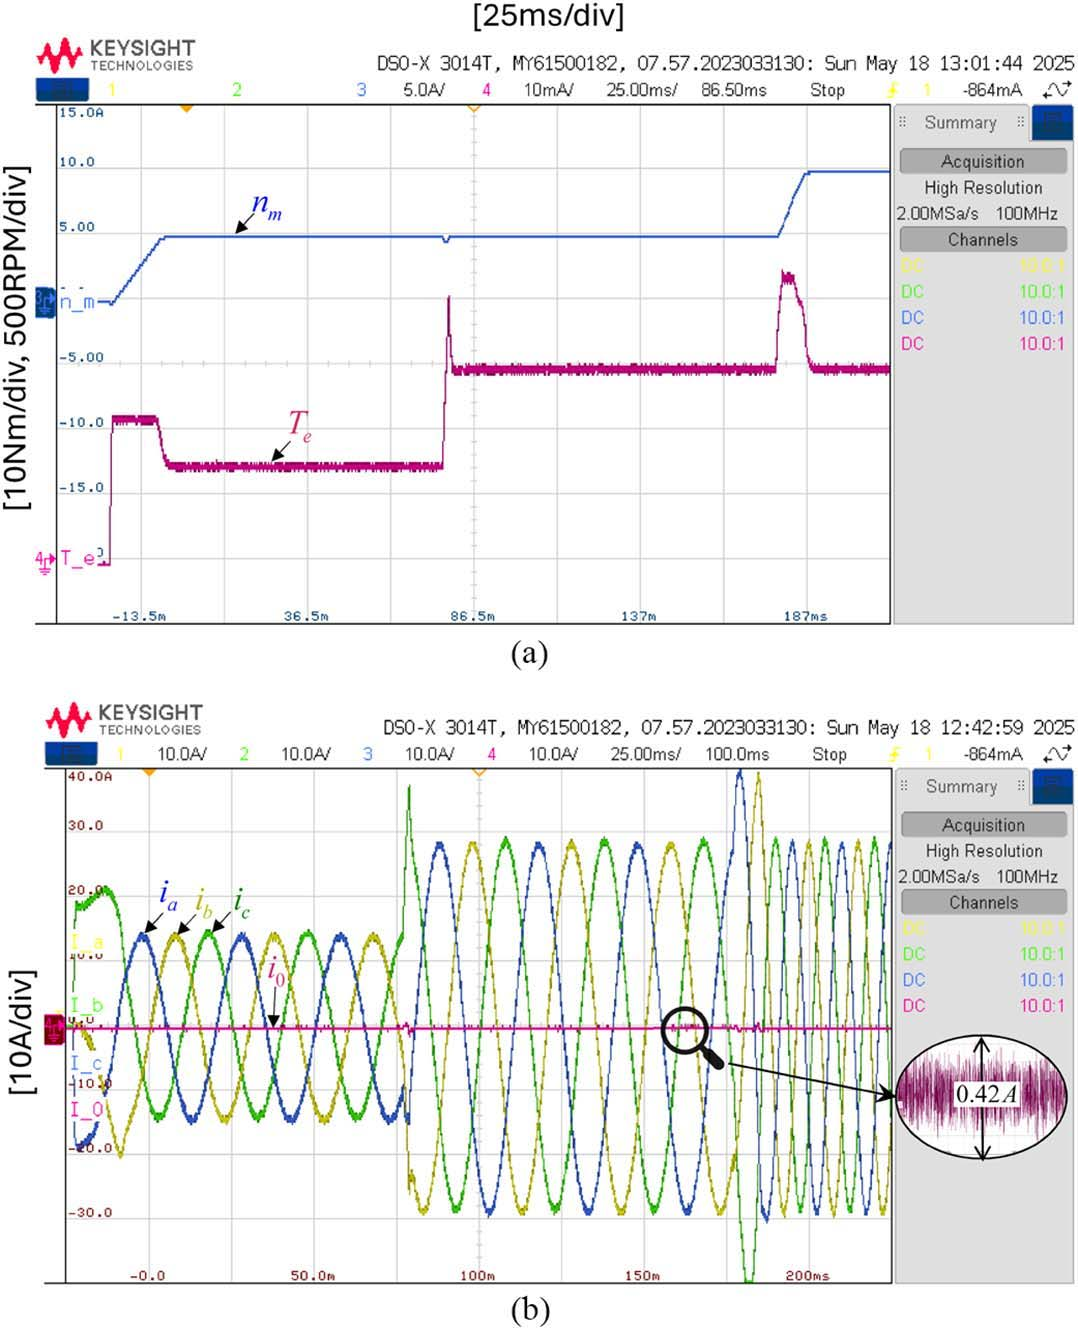 [25ms/div]
KEYSIGHT
TECHNOLOGIES
DSO-X 3014T, MY61500182, 07.57.2023033130: Sun May 18 13:01:44 2025
1 2 3 5.0A/ 4 10mA/ 25.00ms/ 86.50ms Stop 1 -864mA
[10Nm/div, 500RPM/div]
15.0A
10.0
5.00
n_m
-5.00
-10.0
-15.0
T_e
n_m
T_e
-13.5m 36.5m 86.5m 137m 187ms
Summary
Acquisition
High Resolution
2.00MSa/s 100MHz
Channels
DC 10.0:1
DC 10.0:1
DC 10.0:1
DC 10.0:1
(a)
KEYSIGHT
TECHNOLOGIES
DSO-X 3014T, MY61500182, 07.57.2023033130: Sun May 18 12:42:59 2025
1 10.0A/ 2 10.0A/ 3 10.0A/ 4 10.0A/ 25.00ms/ 100.0ms Stop 1 -864mA
[10A/div]
40.0A
30.0
20.0
i_a i_b i_c
I_a
10.0
i_0
I_b
0.0
I_c
-10.0
I_0
-20.0
-30.0
-0.0 50.0m 100m 150m 200ms
Summary
Acquisition
High Resolution
2.00MSa/s 100MHz
Channels
DC 10.0:1
DC 10.0:1
DC 10.0:1
DC 10.0:1
0.42A
(b)